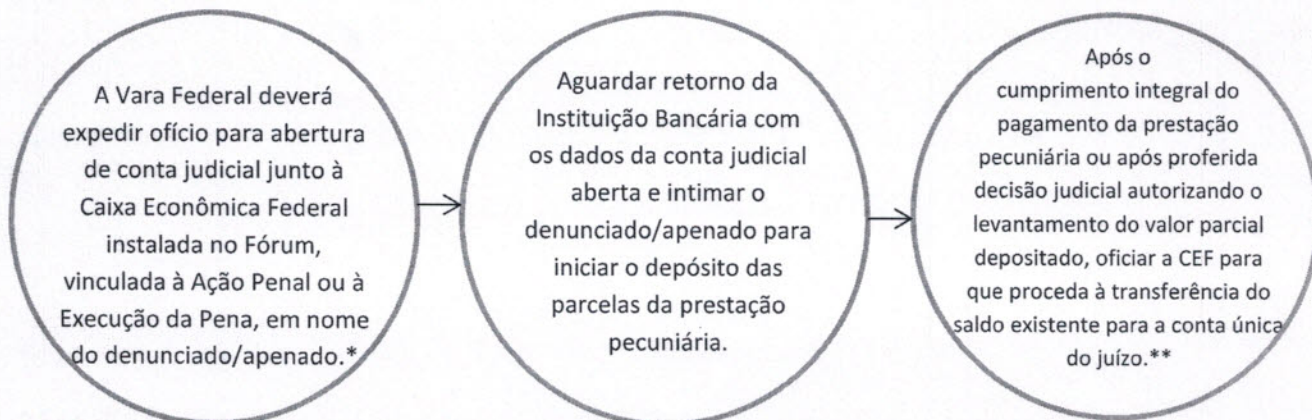 A Vara Federal deverá
expedir ofício para abertura
de conta judicial junto à
Caixa Econômica Federal
instalada no Fórum,
vinculada à Ação Penal ou à
Execução da Pena, em nome
do denunciado/apenado.*
Aguardar retorno da
Instituição Bancária com
os dados da conta judicial
aberta e intimar o
denunciado/apenado para
iniciar o depósito das
parcelas da prestação
pecuniária.
Após o
cumprimento integral do
pagamento da prestação
pecuniária ou após proferida
decisão judicial autorizando o
levantamento do valor parcial
depositado, oficiar a CEF para
que proceda à transferência do
saldo existente para a conta única
do juízo.**